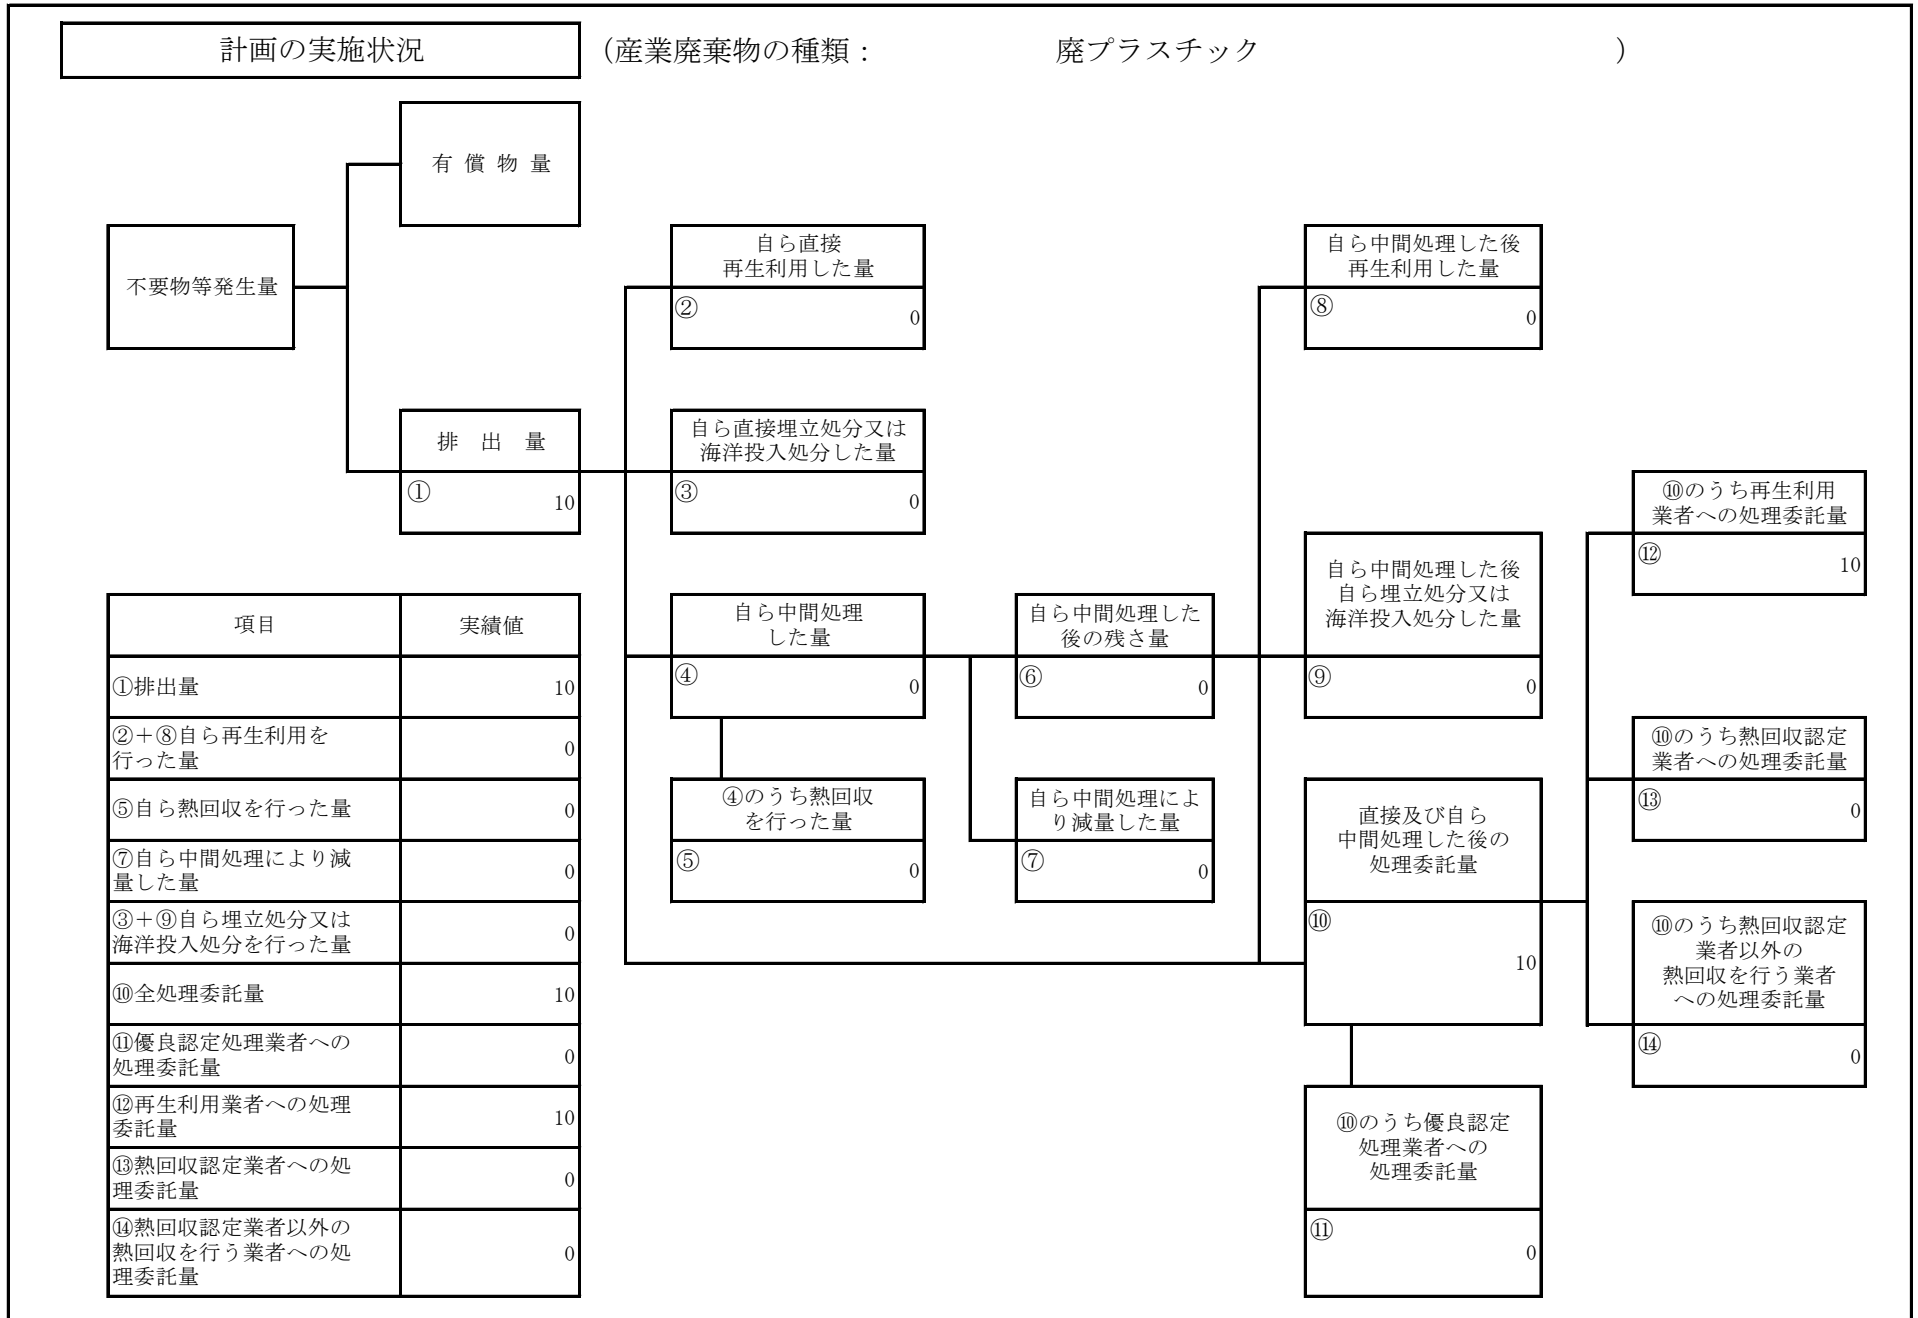 計画の実施状況
（産業廃棄物の種類： 廃プラスチック ）
有償物量
不要物等発生量
自ら直接
再生利用した量
② 0
自ら中間処理した後
再生利用した量
⑧ 0
排出量
① 10
自ら直接埋立処分又は
海洋投入処分した量
③ 0
⑩のうち再生利用
業者への処理委託量
⑫ 10
自ら中間処理
した量
④ 0
自ら中間処理した
後の残さ量
⑥ 0
自ら中間処理した後
自ら埋立処分又は
海洋投入処分した量
⑨ 0
⑩のうち熱回収認定
業者への処理委託量
⑬ 0
④のうち熱回収
を行った量
⑤ 0
自ら中間処理によ
り減量した量
⑦ 0
直接及び自ら
中間処理した後の
処理委託量
⑩
10
⑩のうち熱回収認定
業者以外の
熱回収を行う業者
への処理委託量
⑭ 0
⑩のうち優良認定
処理業者への
処理委託量
⑪
0
項目 実績値
①排出量 10
②＋⑧自ら再生利用を
行った量 0
⑤自ら熱回収を行った量 0
⑦自ら中間処理により減
量した量 0
③＋⑨自ら埋立処分又は
海洋投入処分を行った量 0
⑩全処理委託量 10
⑪優良認定処理業者への
処理委託量 0
⑫再生利用業者への処理
委託量 10
⑬熱回収認定業者への処
理委託量 0
⑭熱回収認定業者以外の
熱回収を行う業者への処 0
理委託量